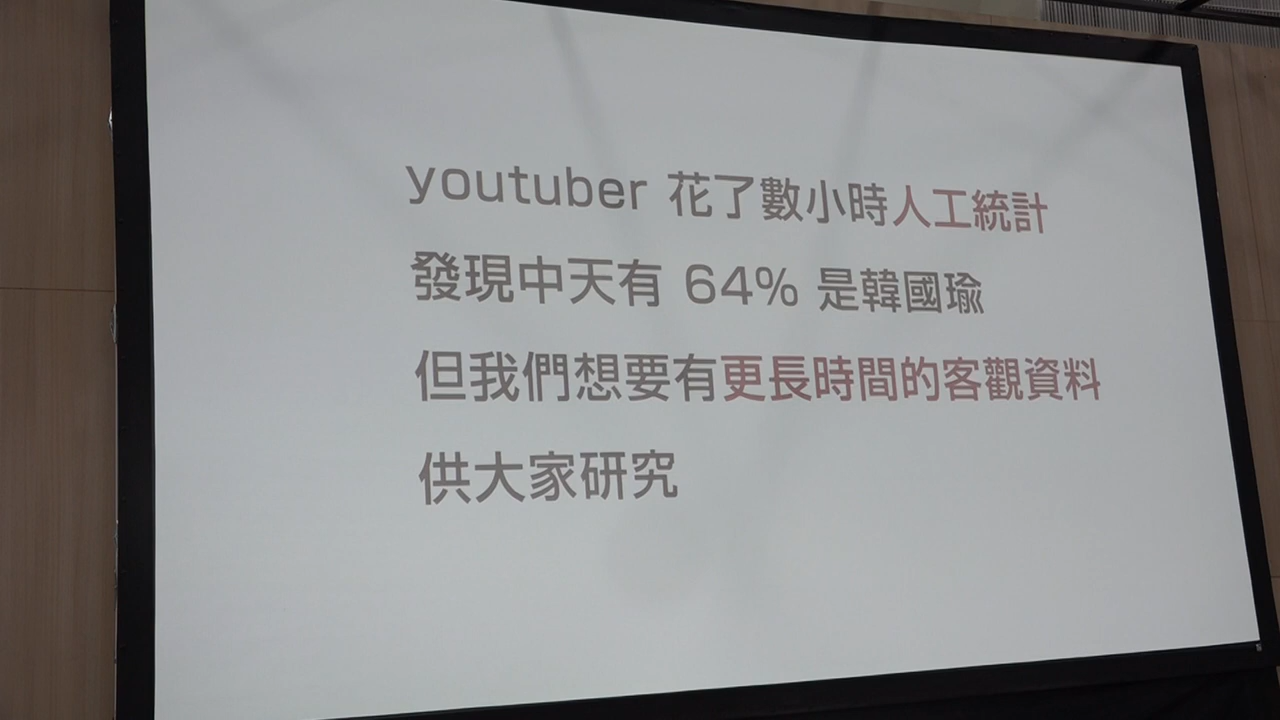 youtuber 花了數小時人工統計
發現中天有 64% 是韓國瑜
但我們想要有更長時間的客觀資料
供大家研究